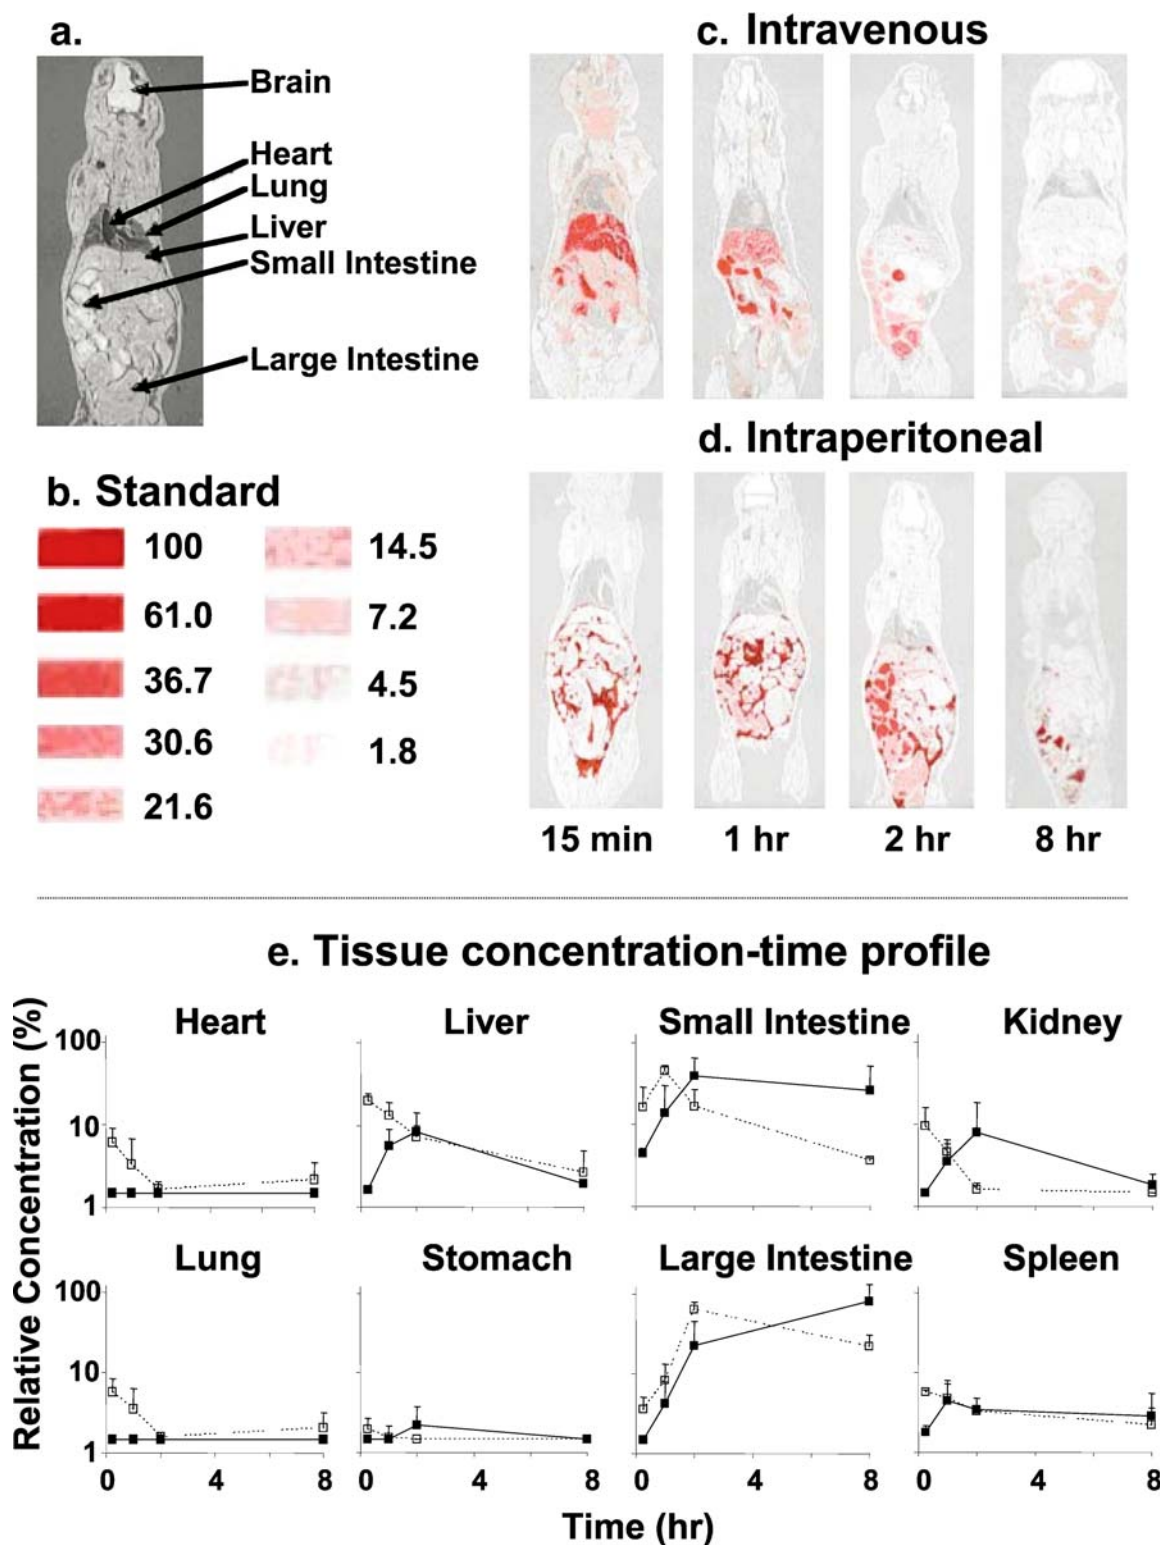 a.
Brain
Heart
Lung
Liver
Small Intestine
Large Intestine
b. Standard
100
14.5
61.0
7.2
36.7
4.5
30.6
1.8
21.6
c. Intravenous
d. Intraperitoneal
15 min 1 hr 2 hr 8 hr
e. Tissue concentration-time profile
Relative Concentration (%)
Heart Liver Small Intestine Kidney
100
10
1
Lung Stomach Large Intestine Spleen
100
10
1
0 4 8 0 4 8 0 4 8 0 4 8
Time (hr)